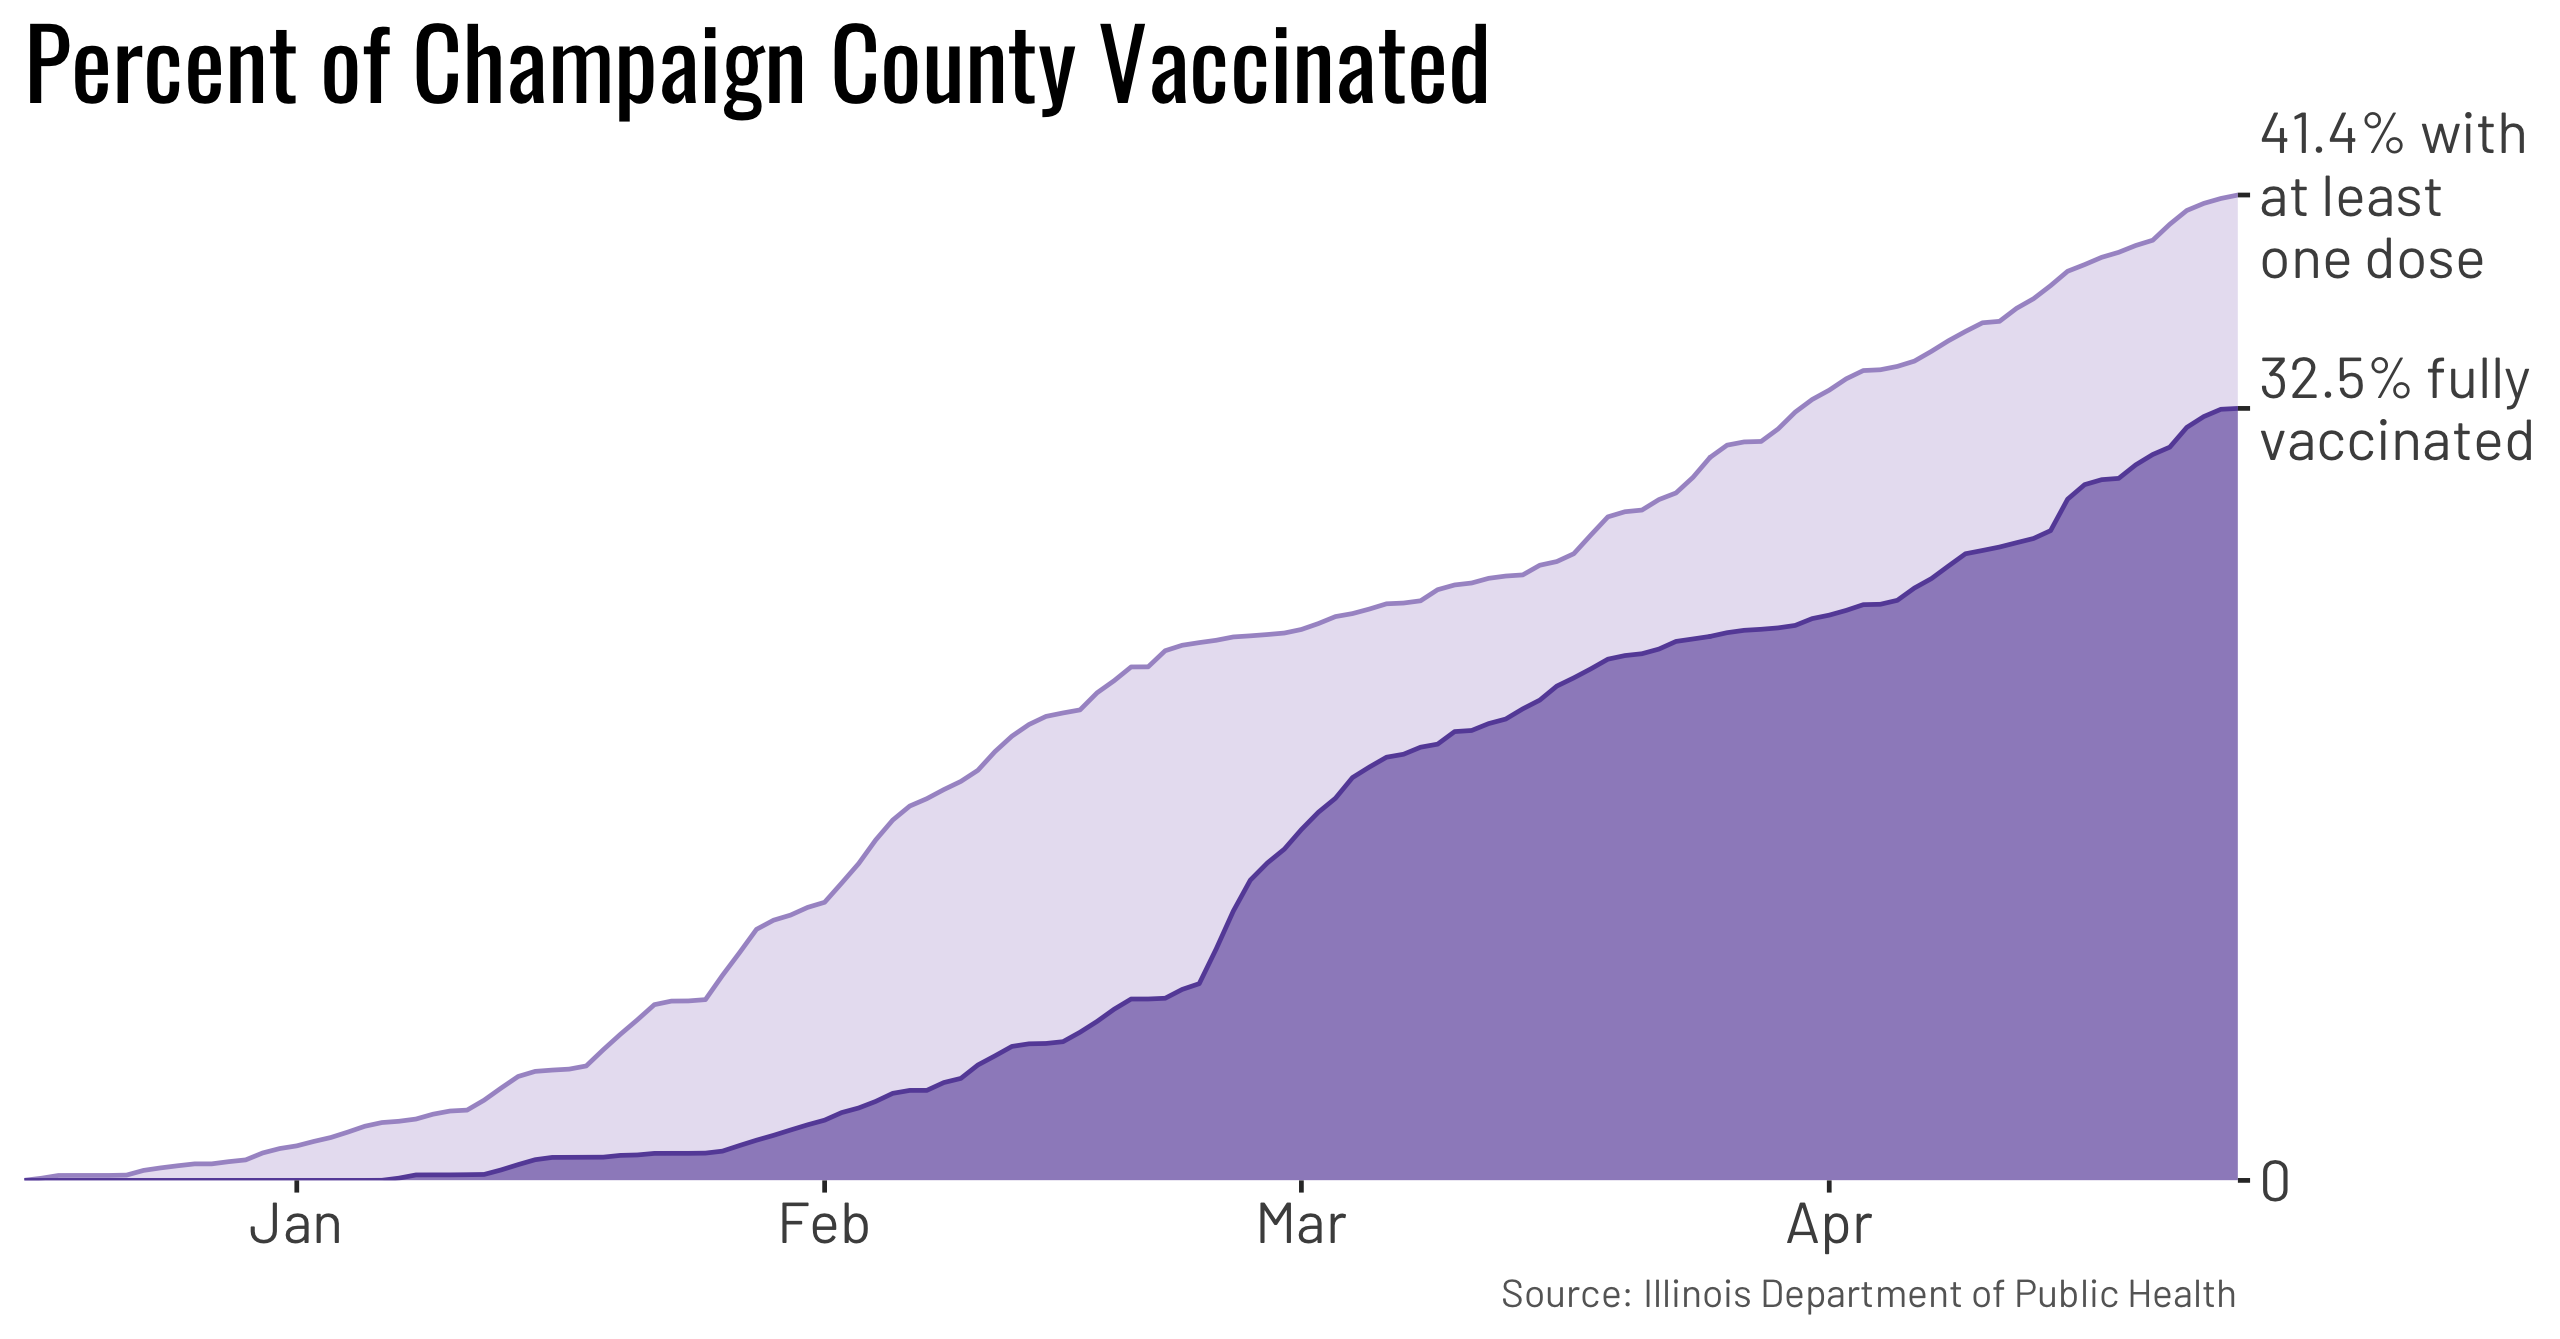 Percent of Champaign County Vaccinated
41.4% with
at least
one dose
32.5% fully
vaccinated
0
Jan
Feb
Mar
Apr
Source: Illinois Department of Public Health